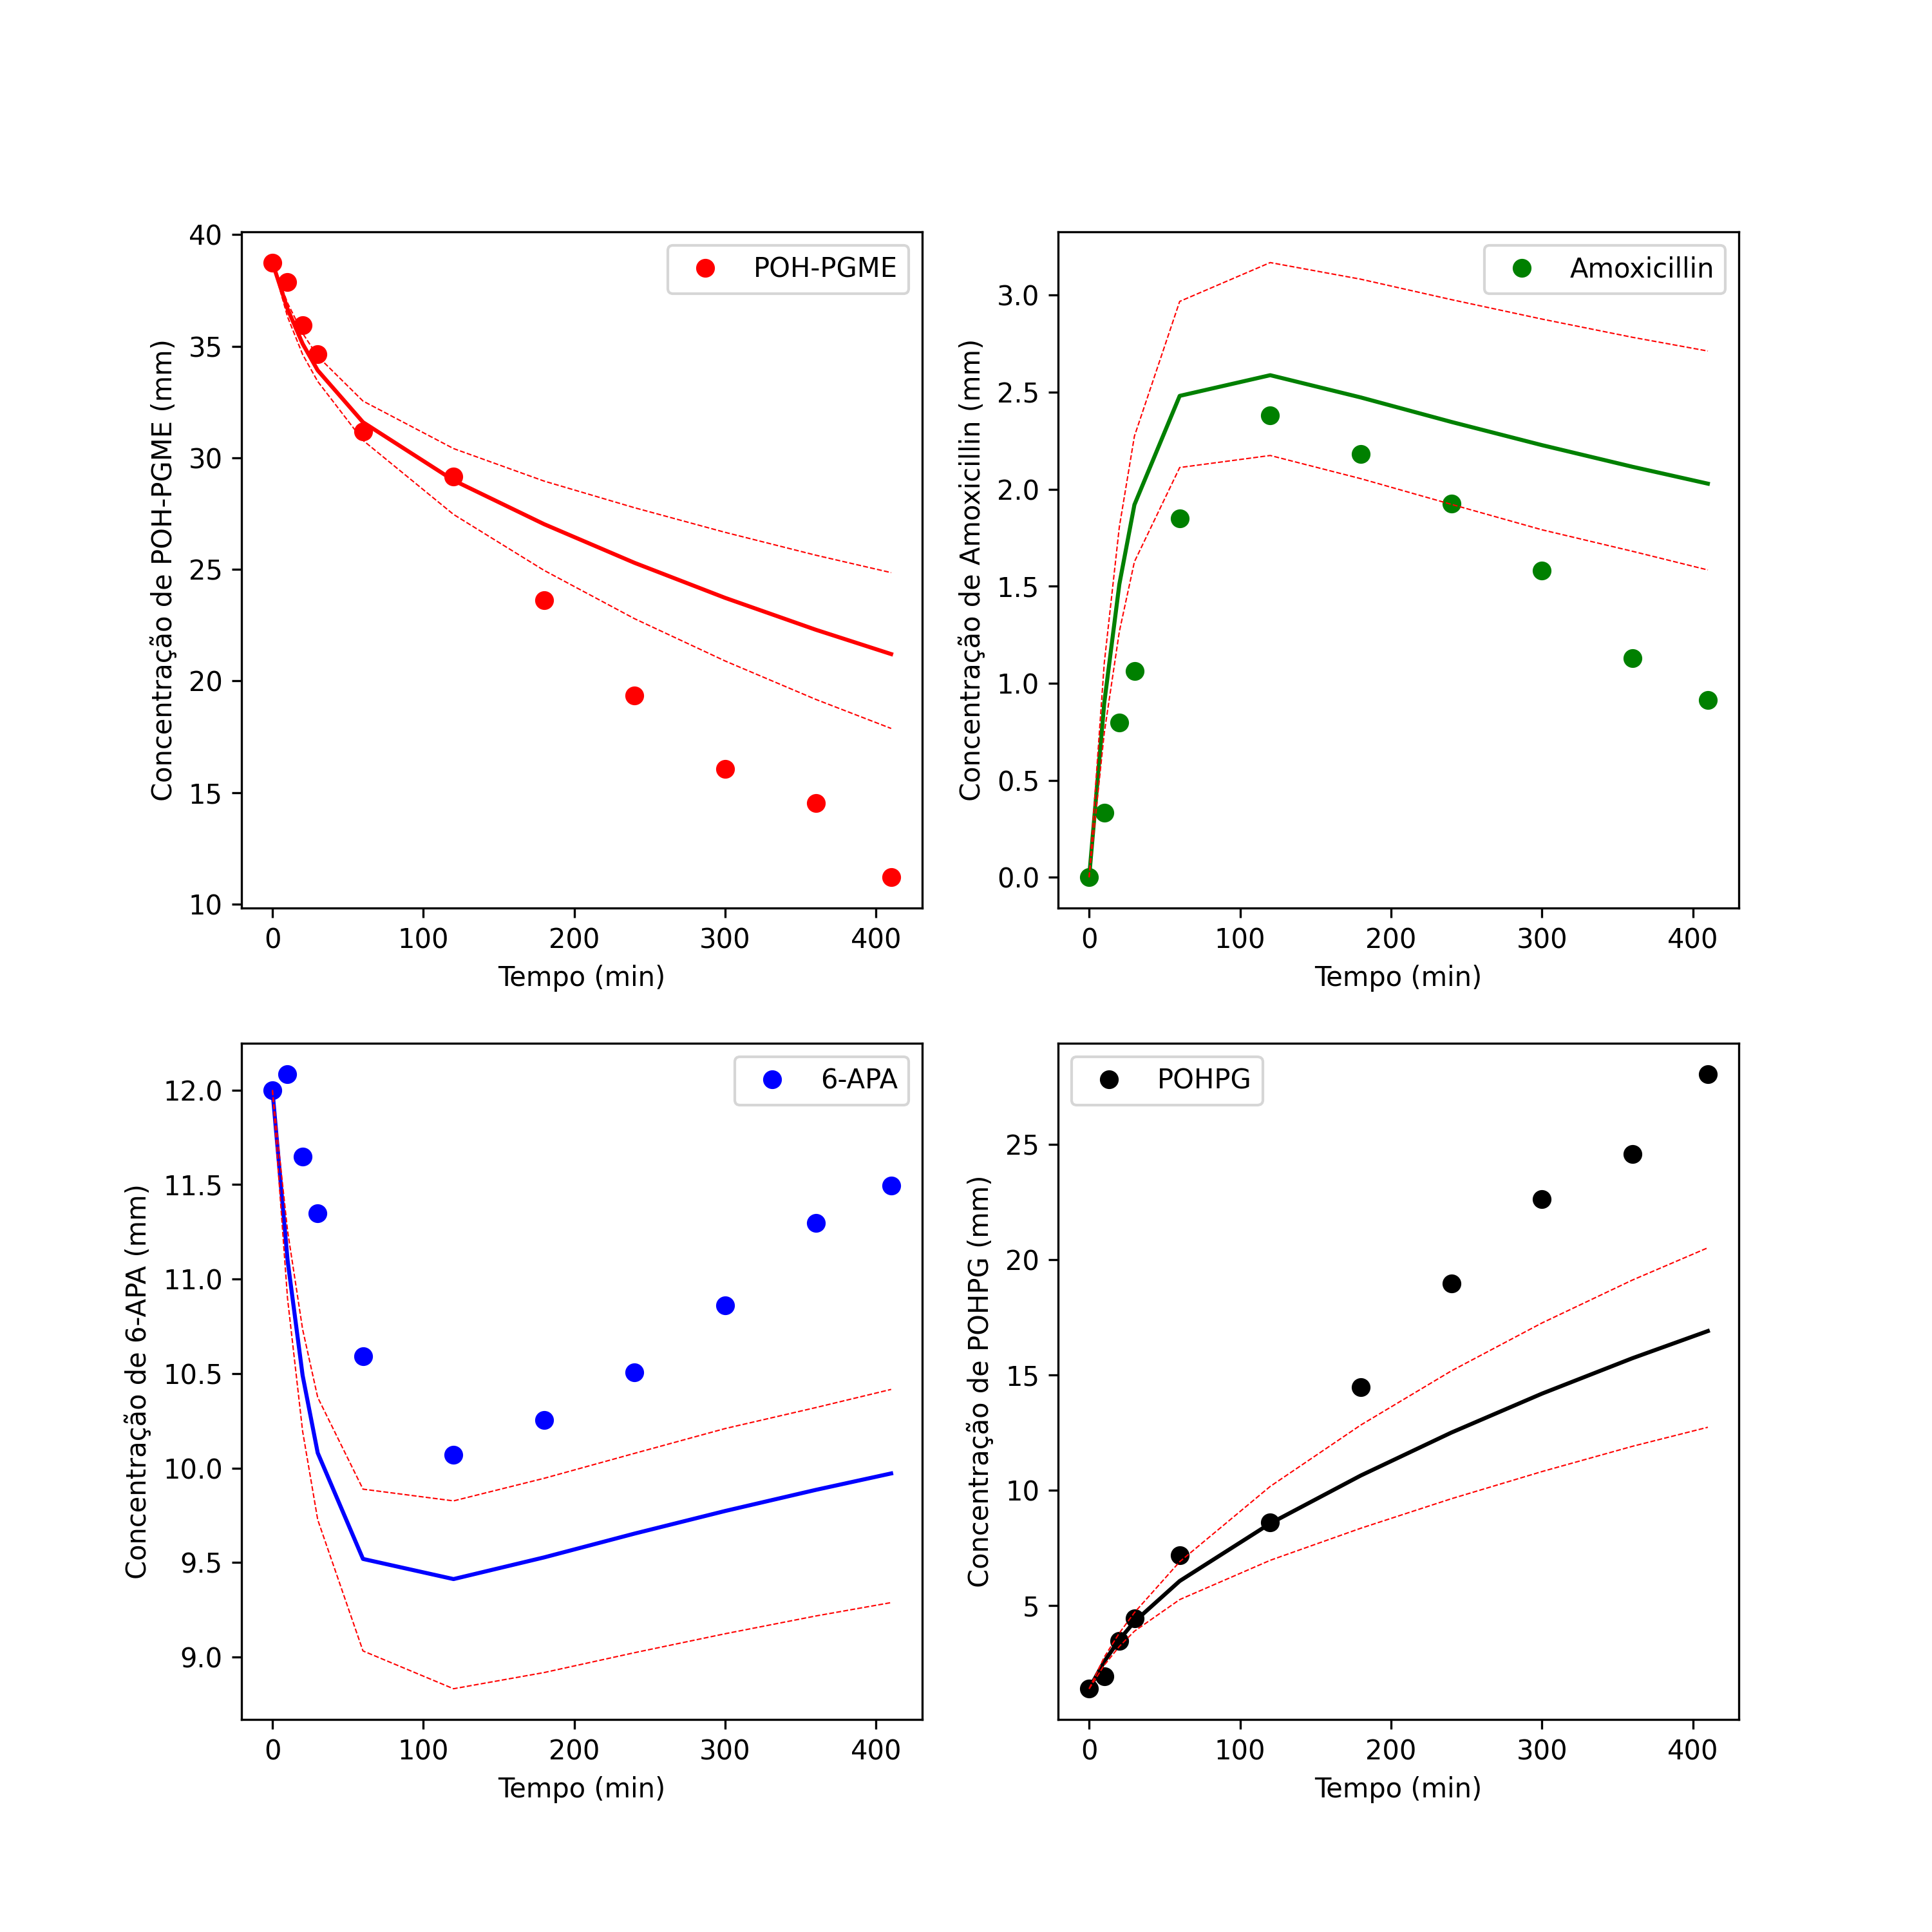 POH-PGME
Concentração de POH-PGME (mm)
40
35
30
25
20
15
10
0 100 200 300 400
Tempo (min)
Amoxicillin
Concentração de Amoxicillin (mm)
3.0
2.5
2.0
1.5
1.0
0.5
0.0
0 100 200 300 400
Tempo (min)
6-APA
Concentração de 6-APA (mm)
12.0
11.5
11.0
10.5
10.0
9.5
9.0
0 100 200 300 400
Tempo (min)
POHPG
Concentração de POHPG (mm)
25
20
15
10
5
0 100 200 300 400
Tempo (min)